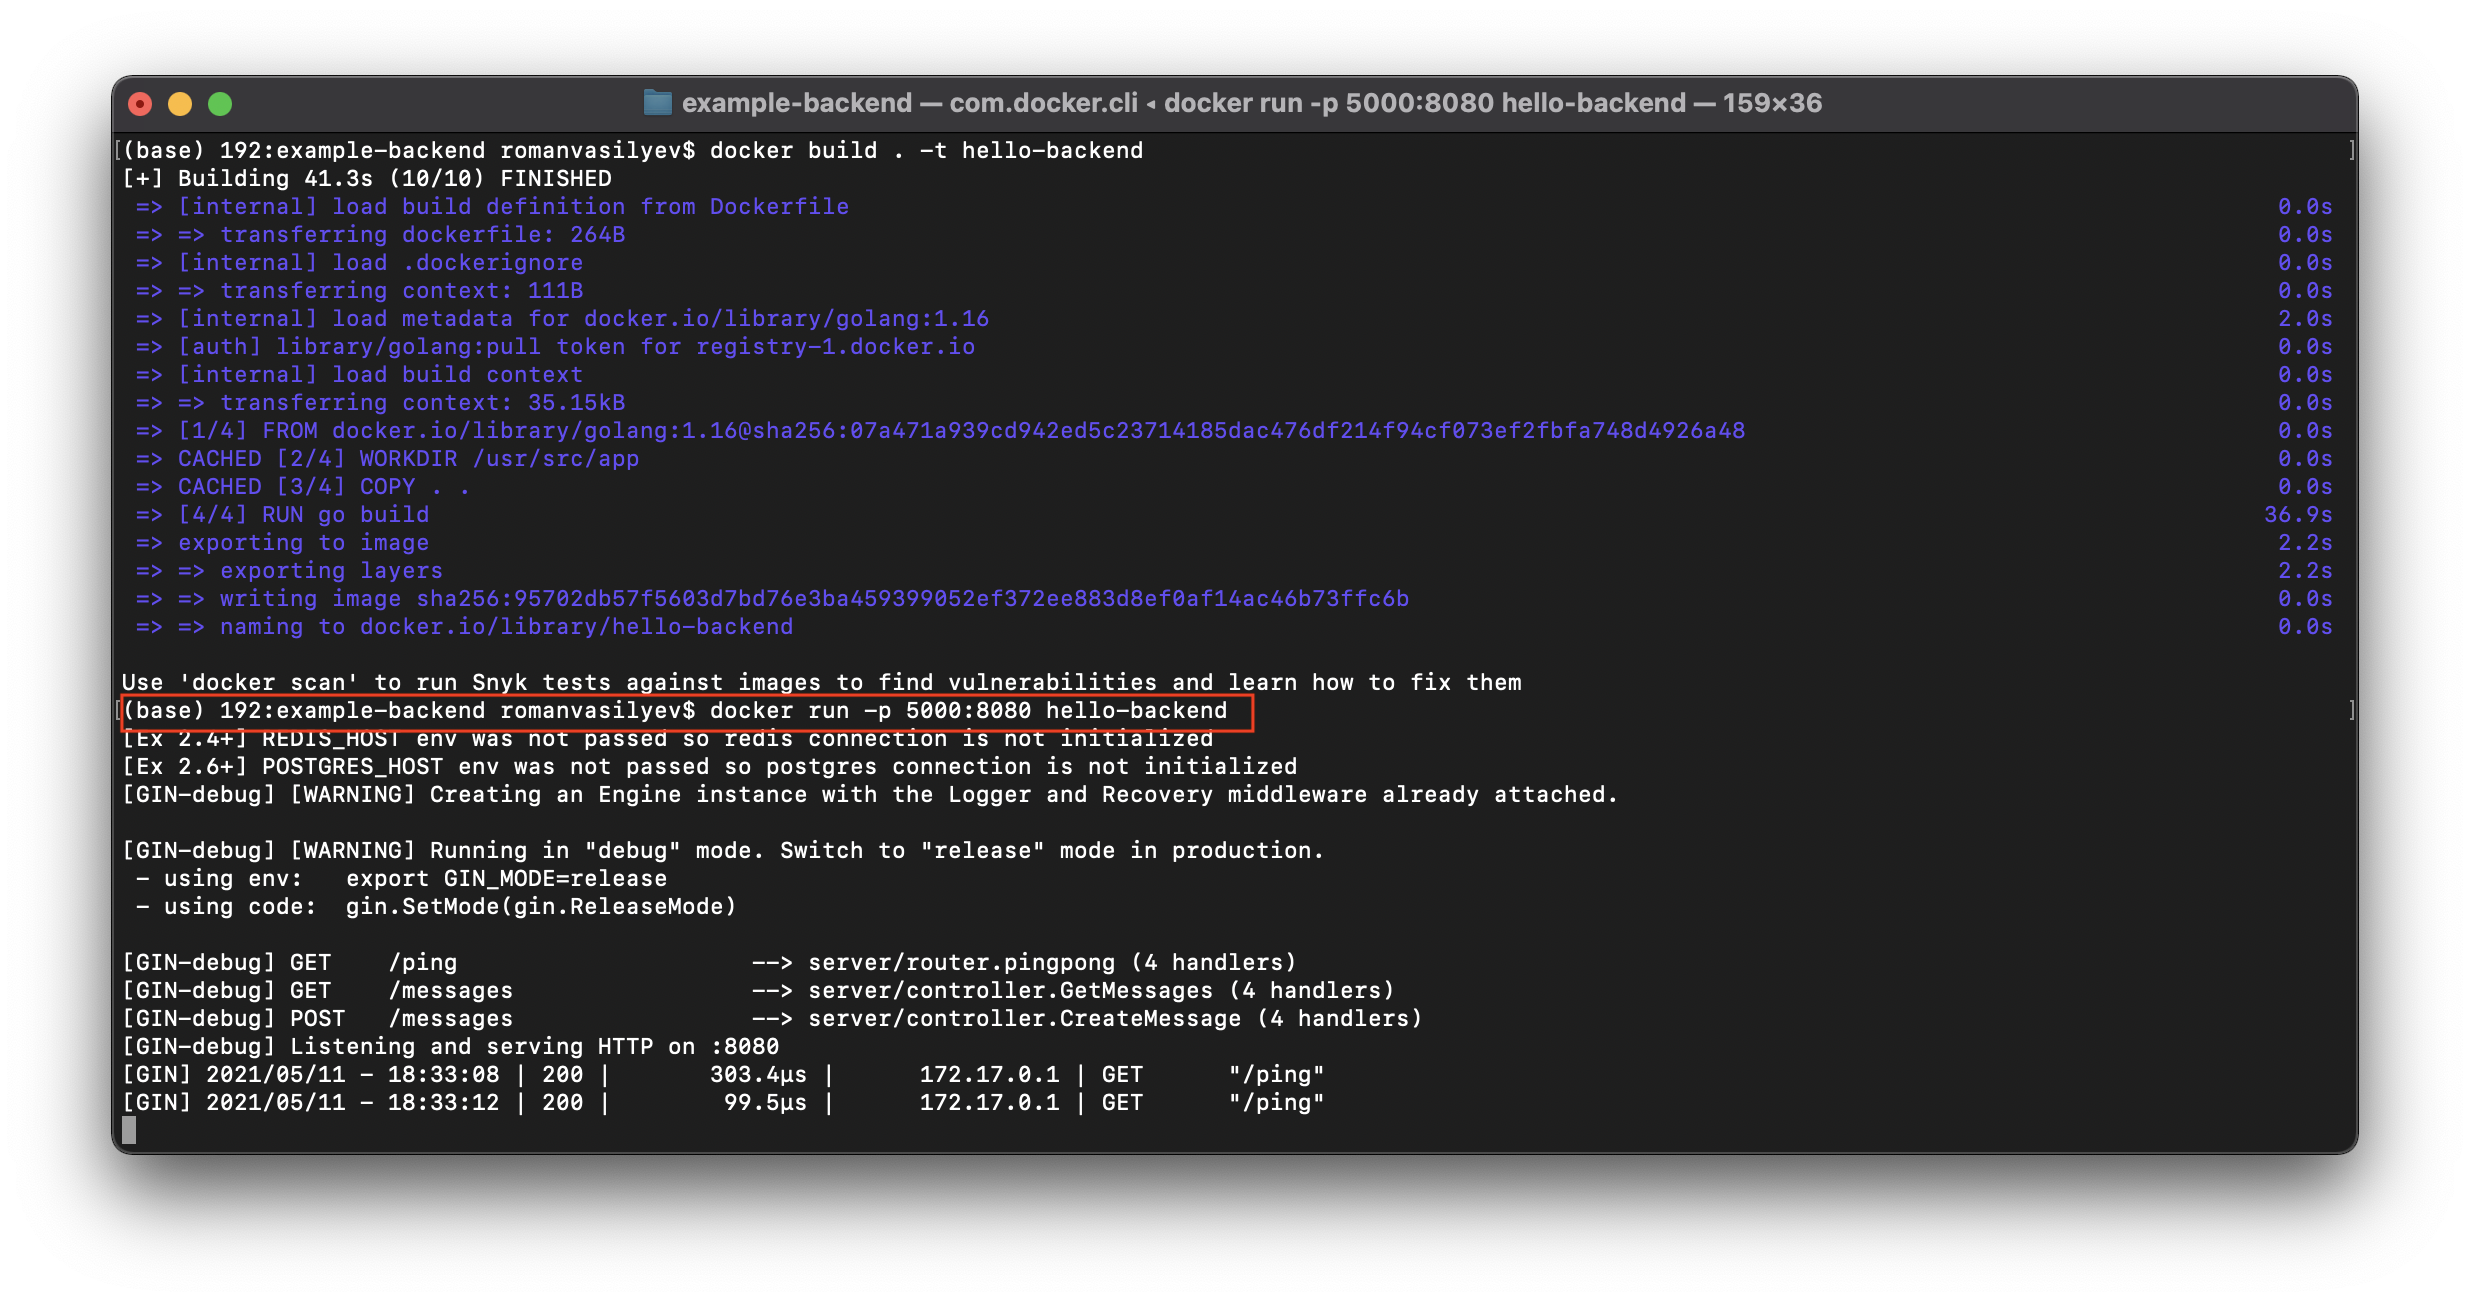 example-backend — com.docker.cli ◂ docker run -p 5000:8080 hello-backend — 159×36
(base) 192:example-backend romanvasilyev$ docker build . -t hello-backend
[+] Building 41.3s (10/10) FINISHED
=> [internal] load build definition from Dockerfile 0.0s
=> => transferring dockerfile: 264B 0.0s
=> [internal] load .dockerignore 0.0s
=> => transferring context: 111B 0.0s
=> [internal] load metadata for docker.io/library/golang:1.16 2.0s
=> [auth] library/golang:pull token for registry-1.docker.io 0.0s
=> [internal] load build context 0.0s
=> => transferring context: 35.15kB 0.0s
=> [1/4] FROM docker.io/library/golang:1.16@sha256:07a471a939cd942ed5c23714185dac476df214f94cf073ef2fbfa748d4926a48 0.0s
=> CACHED [2/4] WORKDIR /usr/src/app 0.0s
=> CACHED [3/4] COPY . . 0.0s
=> [4/4] RUN go build 36.9s
=> exporting to image 2.2s
=> => exporting layers 2.2s
=> => writing image sha256:95702db57f5603d7bd76e3ba459399052ef372ee883d8ef0af14ac46b73ffc6b 0.0s
=> => naming to docker.io/library/hello-backend 0.0s
Use 'docker scan' to run Snyk tests against images to find vulnerabilities and learn how to fix them
(base) 192:example-backend romanvasilyev$ docker run -p 5000:8080 hello-backend
[Ex 2.4+] REDIS_HOST env was not passed so redis connection is not initialized
[Ex 2.6+] POSTGRES_HOST env was not passed so postgres connection is not initialized
[GIN-debug] [WARNING] Creating an Engine instance with the Logger and Recovery middleware already attached.
[GIN-debug] [WARNING] Running in "debug" mode. Switch to "release" mode in production.
- using env: export GIN_MODE=release
- using code: gin.SetMode(gin.ReleaseMode)
[GIN-debug] GET /ping --> server/router.pingpong (4 handlers)
[GIN-debug] GET /messages --> server/controller.GetMessages (4 handlers)
[GIN-debug] POST /messages --> server/controller.CreateMessage (4 handlers)
[GIN-debug] Listening and serving HTTP on :8080
[GIN] 2021/05/11 - 18:33:08 | 200 | 303.4µs | 172.17.0.1 | GET "/ping"
[GIN] 2021/05/11 - 18:33:12 | 200 | 99.5µs | 172.17.0.1 | GET "/ping"